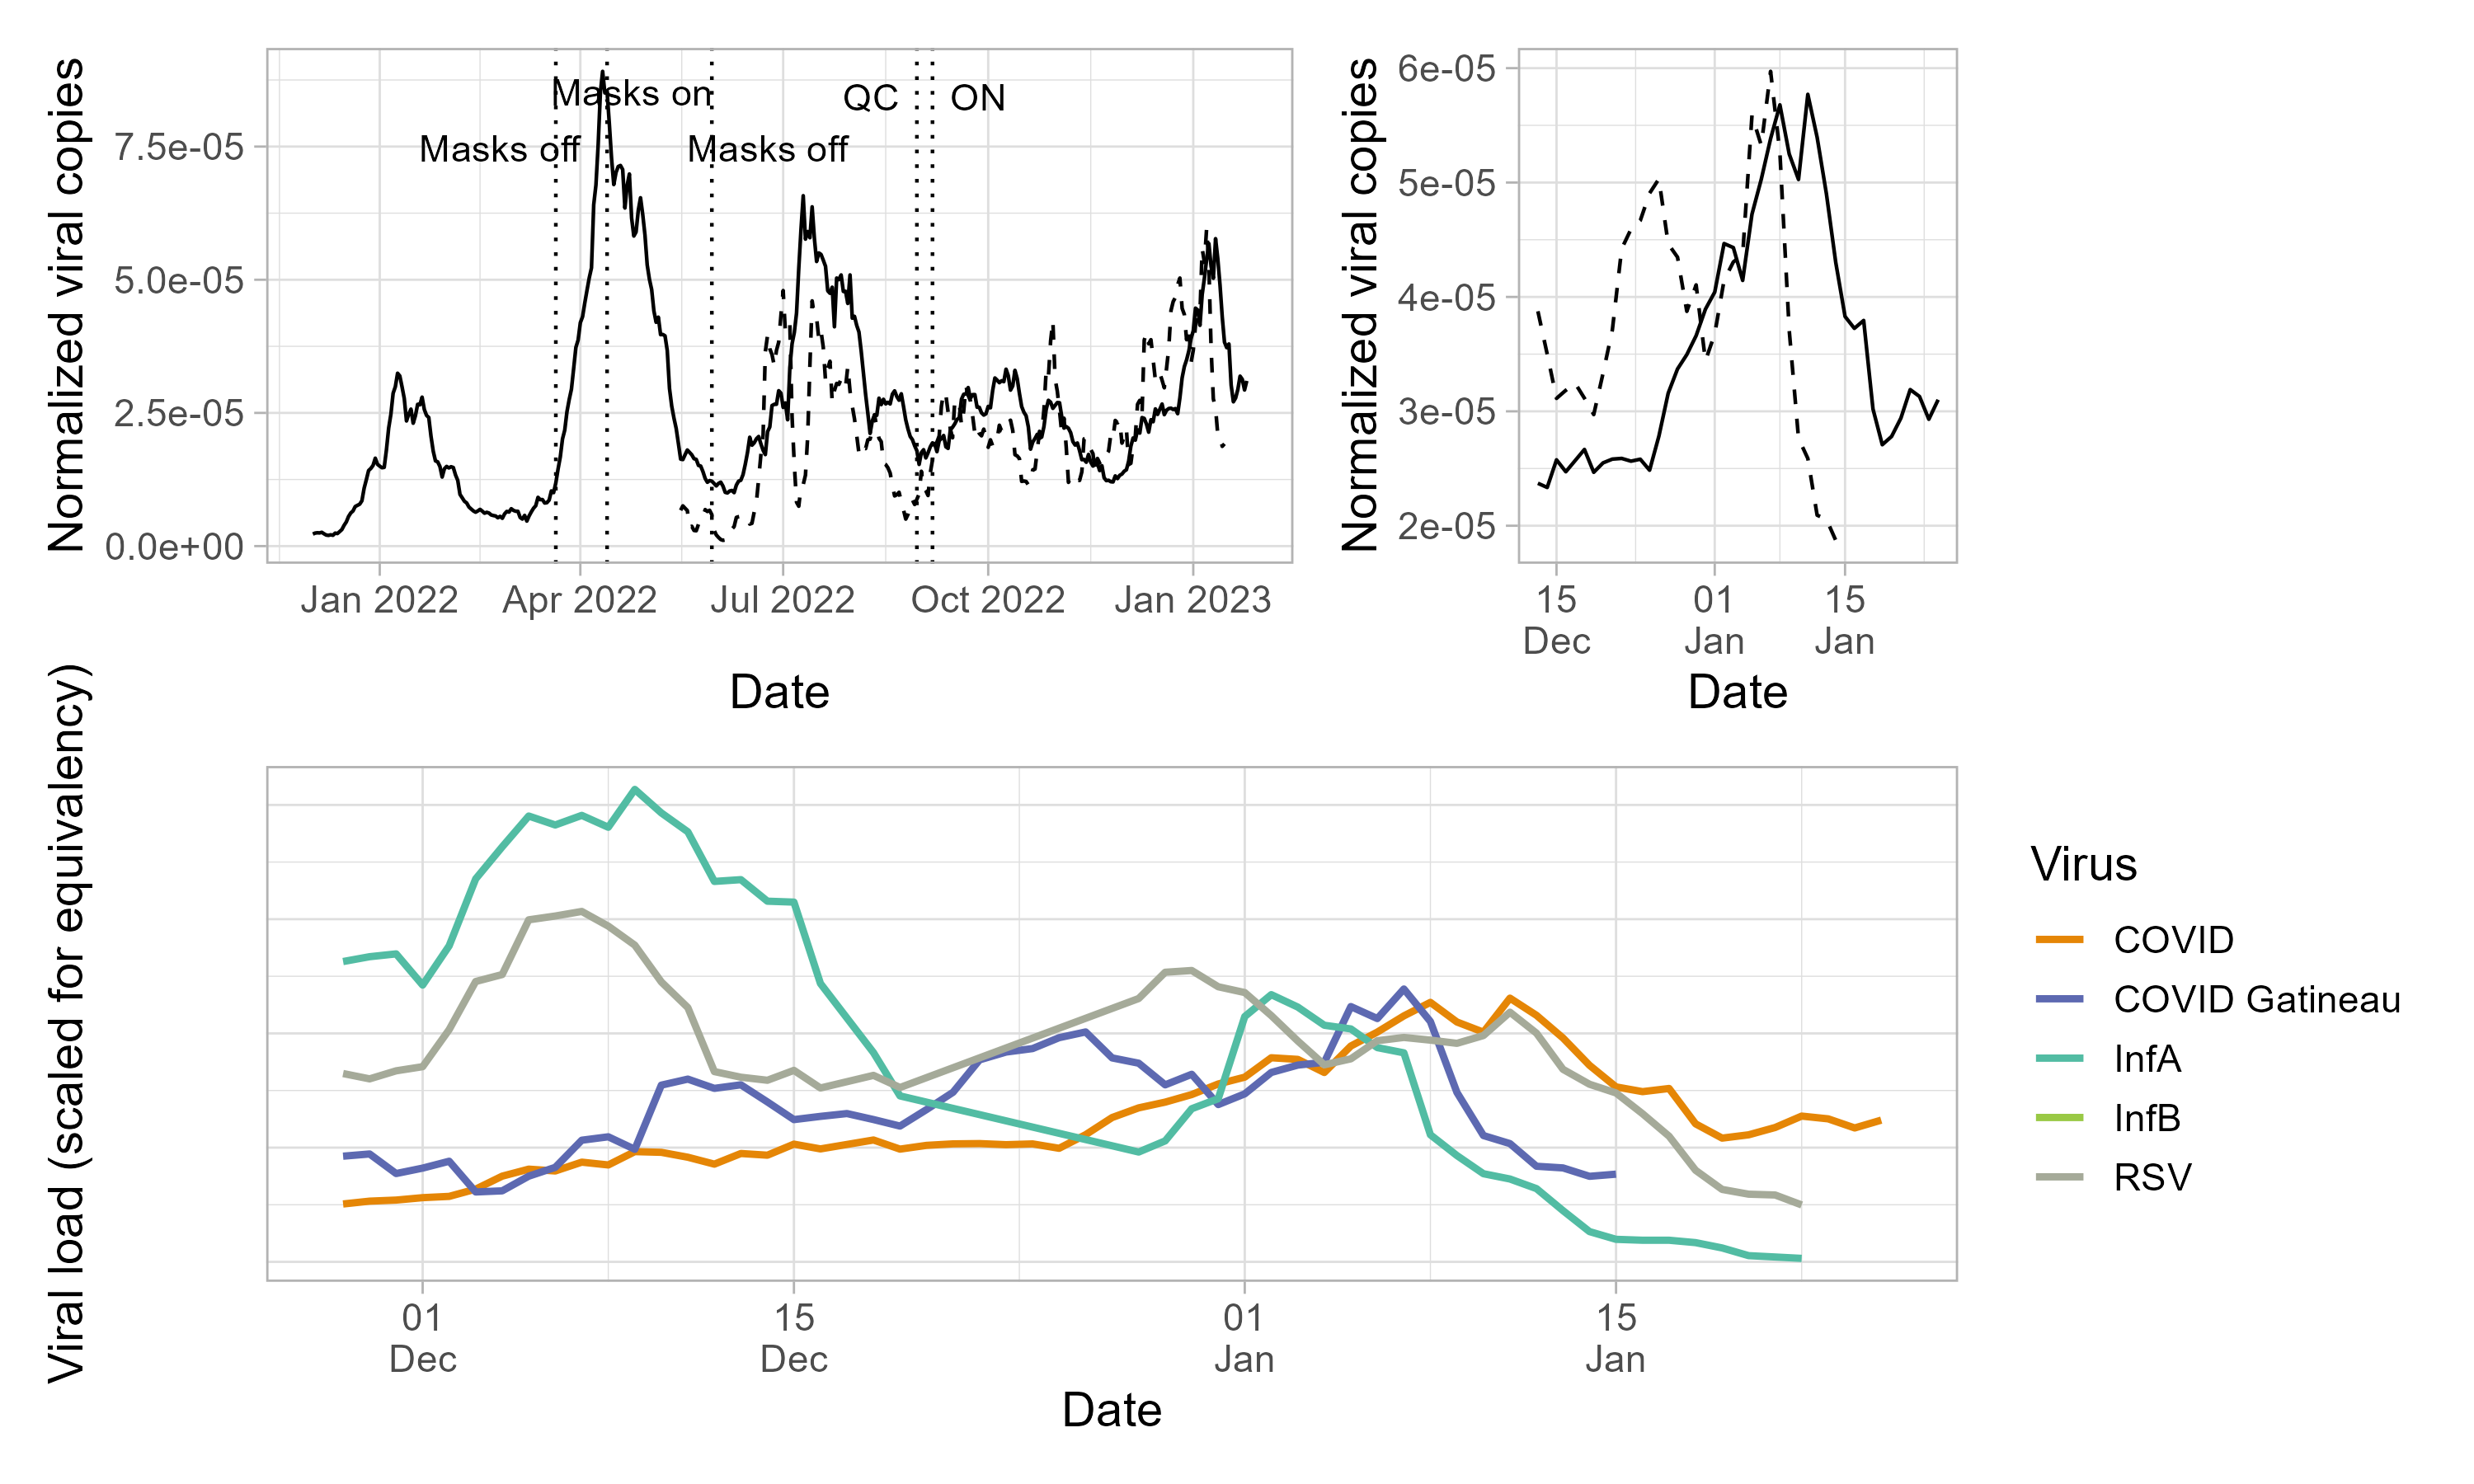 Normalized viral copies
7.5e-05
5.0e-05
2.5e-05
0.0e+00
Masks on
Masks off
Masks off
QC
ON
Jan 2022
Apr 2022
Jul 2022
Oct 2022
Jan 2023
Date
Normalized viral copies
6e-05
5e-05
4e-05
3e-05
2e-05
15
Dec
01
Jan
15
Jan
Date
Viral load (scaled for equivalency)
01
Dec
15
Dec
01
Jan
15
Jan
Date
Virus
COVID
COVID Gatineau
InfA
InfB
RSV